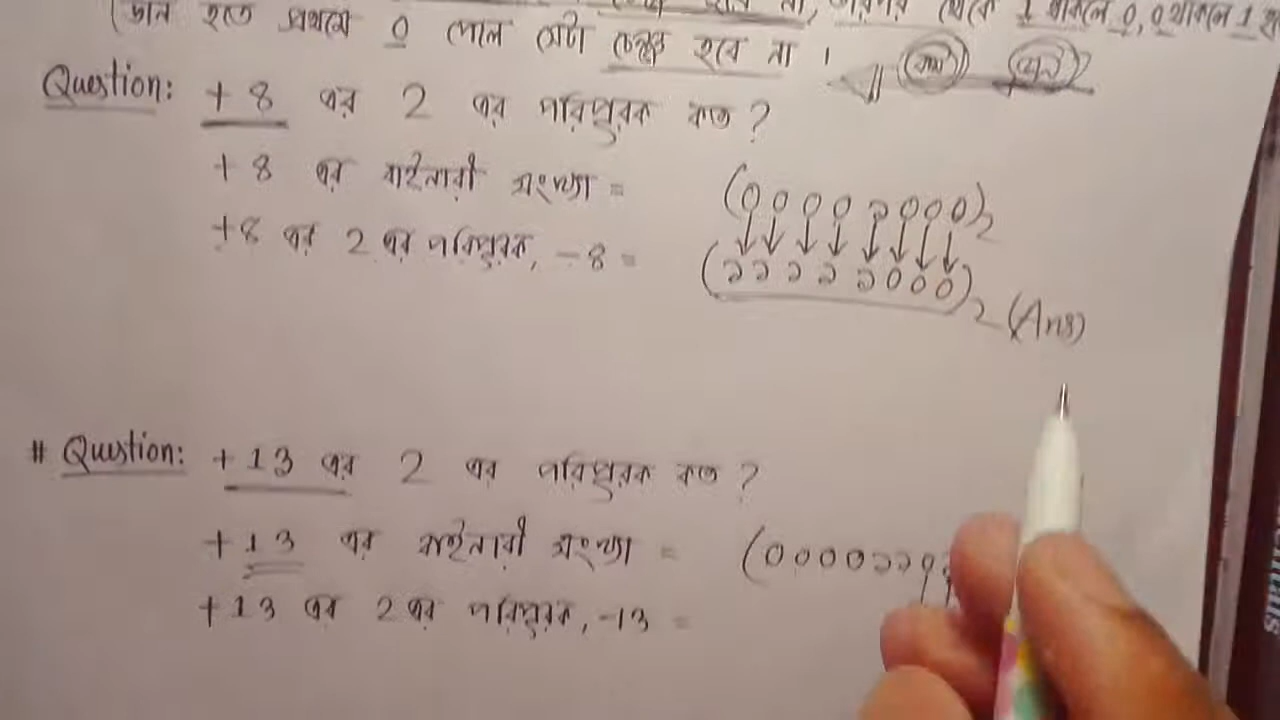 (ডান হতে প্রথমে 0 পেলে সেটা চেঞ্জ হবে না।
Question: +8 এর 2 এর পরিপুরক কত?
+8 এর বাইনারী সংখ্যা = (00001000)2
+8 এর 2 এর পরিপুরক, -8 = (11111000)2 (Ans)
# Question: +13 এর 2 এর পরিপুরক কত?
+13 এর বাইনারী সংখ্যা = (0000110
+13 এর 2 এর পরিপুরক, -13 =